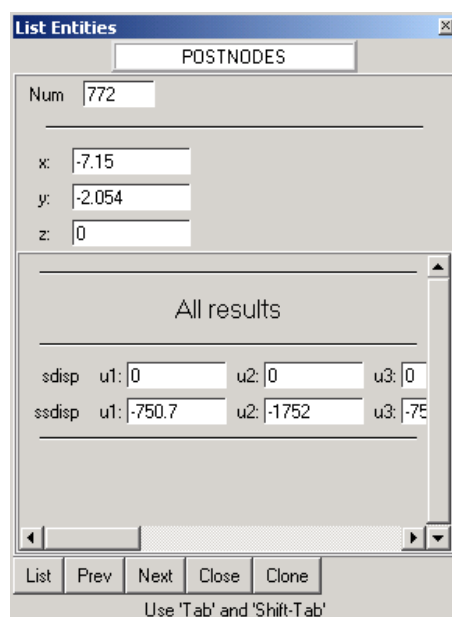 List Entities
POSTNODES
Num 772
x: -7.15
y: -2.054
z: 0
All results
sdisp u1: 0 u2: 0 u3: 0
ssdisp u1: -750.7 u2: -1752 u3: -75
List Prev Next Close Clone
Use 'Tab' and 'Shift-Tab'